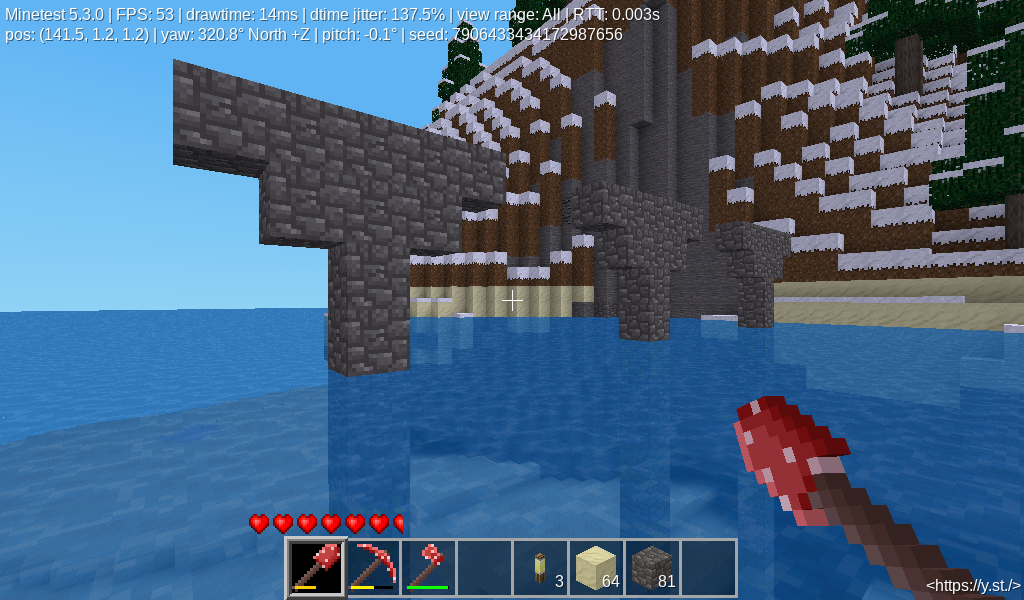 Minetest 5.3.0 | FPS: 53 | drawtime: 14ms | dtime jitter: 137.5% | view range: All | RTT: 0.003s
pos: (141.5, 1.2, 1.2) | yaw: 320.8° North +Z | pitch: -0.1° | seed: 7906433434172987656
3 64 81
<https://y.st./>